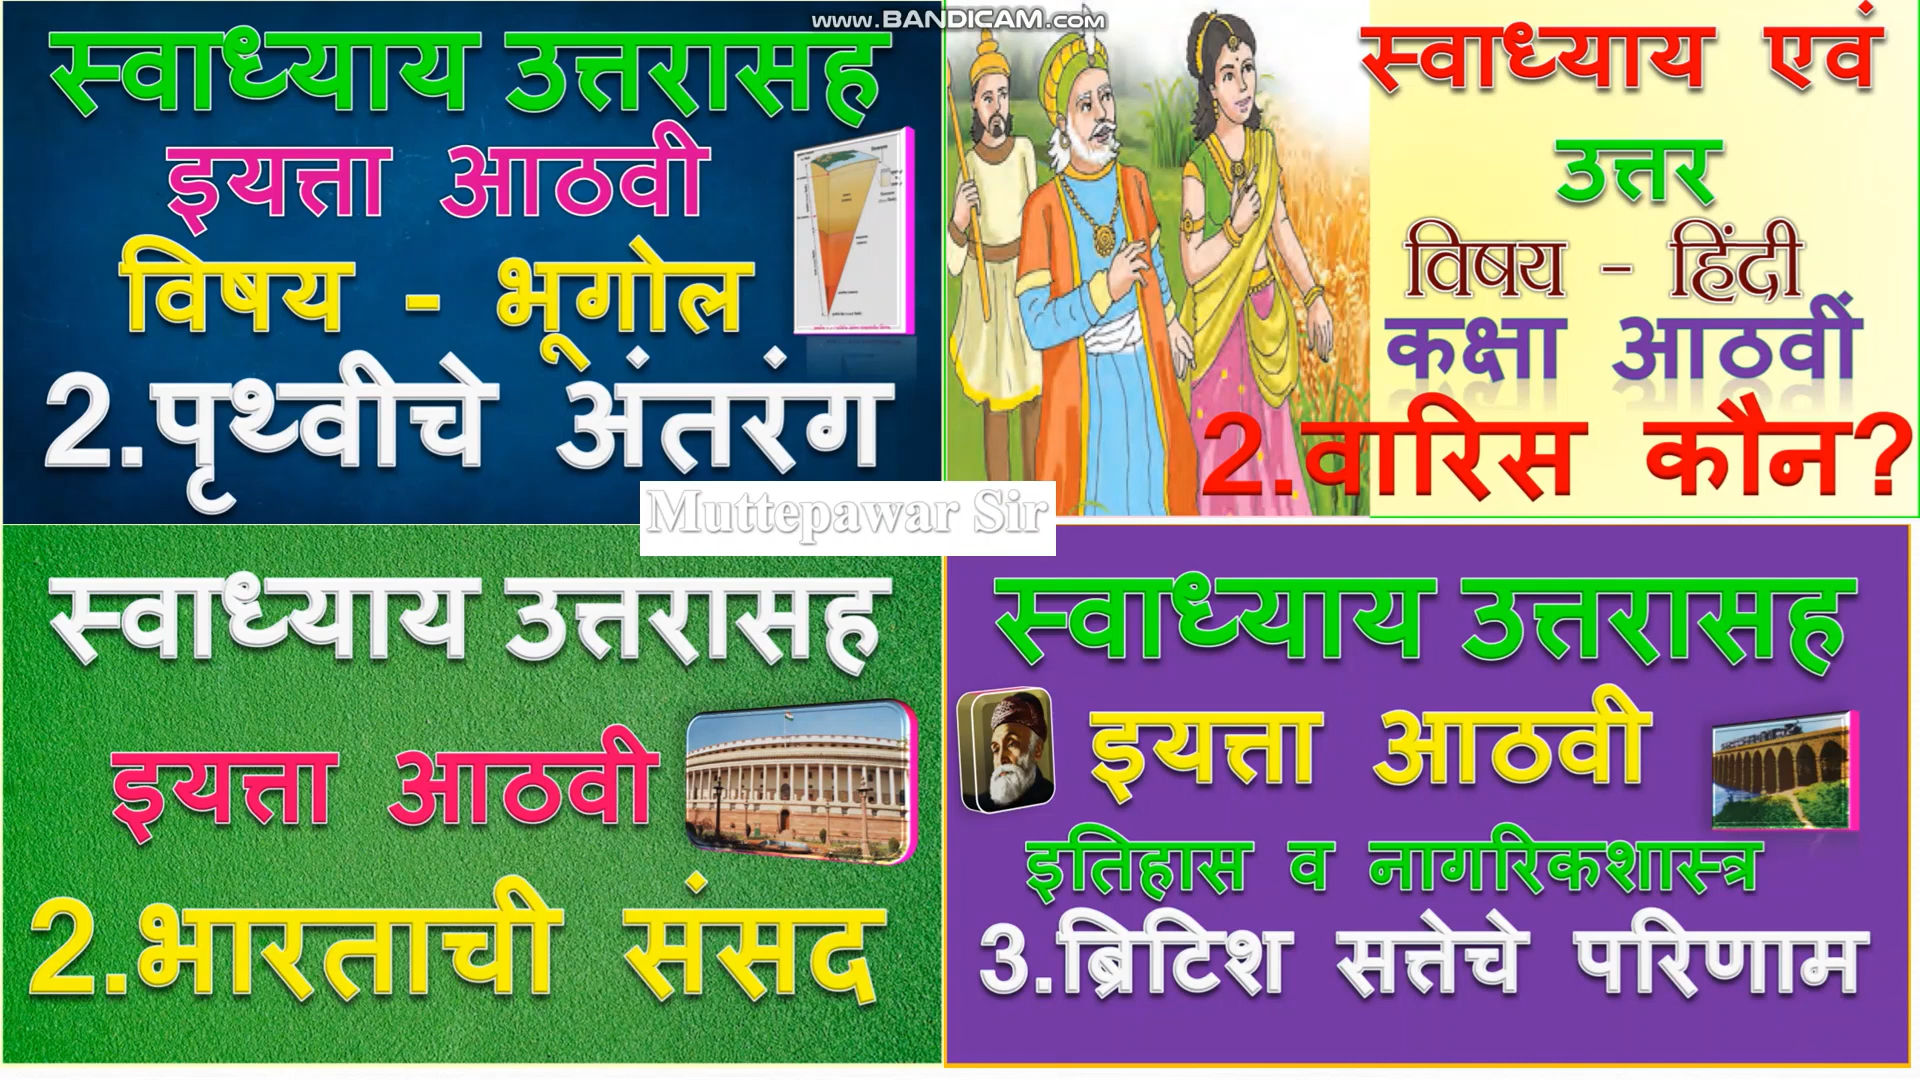 www.BANDICAM.com
स्वाध्याय उत्तरासह
इयत्ता आठवी
विषय - भूगोल
2.पृथ्वीचे अंतरंग
स्वाध्याय एवं
उत्तर
विषय - हिंदी
कक्षा आठवीं
2.वारिस कौन?
Muttepawar Sir
स्वाध्याय उत्तरासह
इयत्ता आठवी
2.भारताची संसद
स्वाध्याय उत्तरासह
इयत्ता आठवी
इतिहास व नागरिकशास्त्र
3.ब्रिटिश सत्तेचे परिणाम